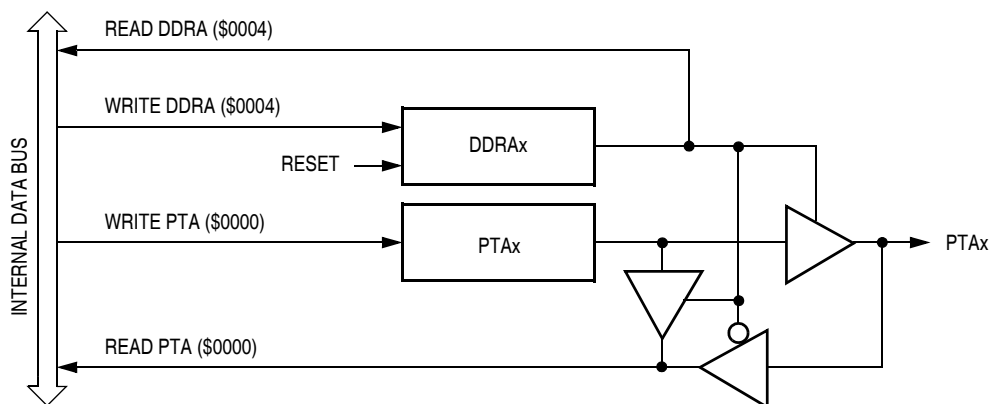 READ DDRA ($0004)
WRITE DDRA ($0004)
DDRAx
RESET
WRITE PTA ($0000)
PTAx
PTAx
READ PTA ($0000)
INTERNAL DATA BUS